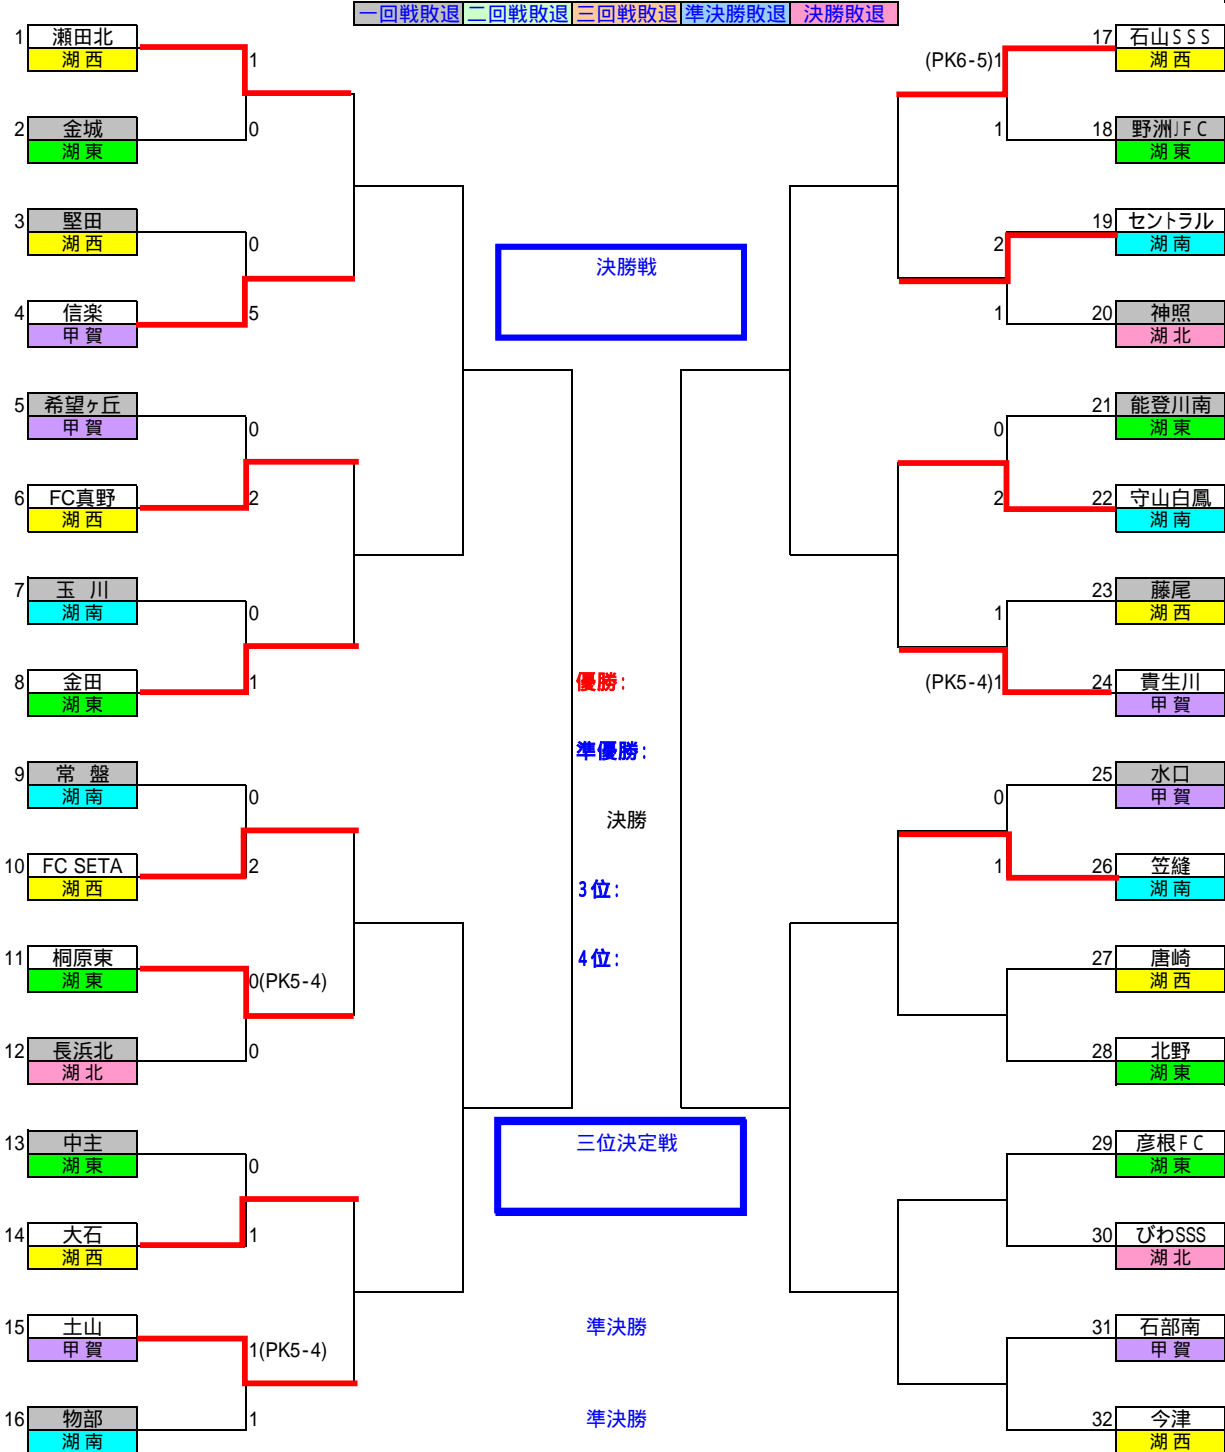 一回戦敗退 二回戦敗退 三回戦敗退 準決勝敗退 決勝敗退
1 瀬田北
湖西
1
2 金城
湖東
0
3 堅田
湖西
0
4 信楽
甲賀
5
5 希望ヶ丘
甲賀
0
6 FC真野
湖西
2
7 玉川
湖南
0
8 金田
湖東
1
9 常盤
湖南
0
10 FC SETA
湖西
2
11 桐原東
湖東
0(PK5-4)
12 長浜北
湖北
0
13 中主
湖東
0
14 大石
湖西
1
15 土山
甲賀
1(PK5-4)
16 物部
湖南
1
決勝戦
優勝:
準優勝:
決勝
3位:
4位:
三位決定戦
準決勝
準決勝
17 石山SSS
湖西
(PK6-5)1
18 野洲JFC
湖東
1
19 セントラル
湖南
2
20 神照
湖北
1
21 能登川南
湖東
0
22 守山白鳳
湖南
2
23 藤尾
湖西
1
24 貴生川
甲賀
(PK5-4)1
25 水口
甲賀
0
26 笠縫
湖南
1
27 唐崎
湖西
28 北野
湖東
29 彦根FC
湖東
30 びわSSS
湖北
31 石部南
甲賀
32 今津
湖西